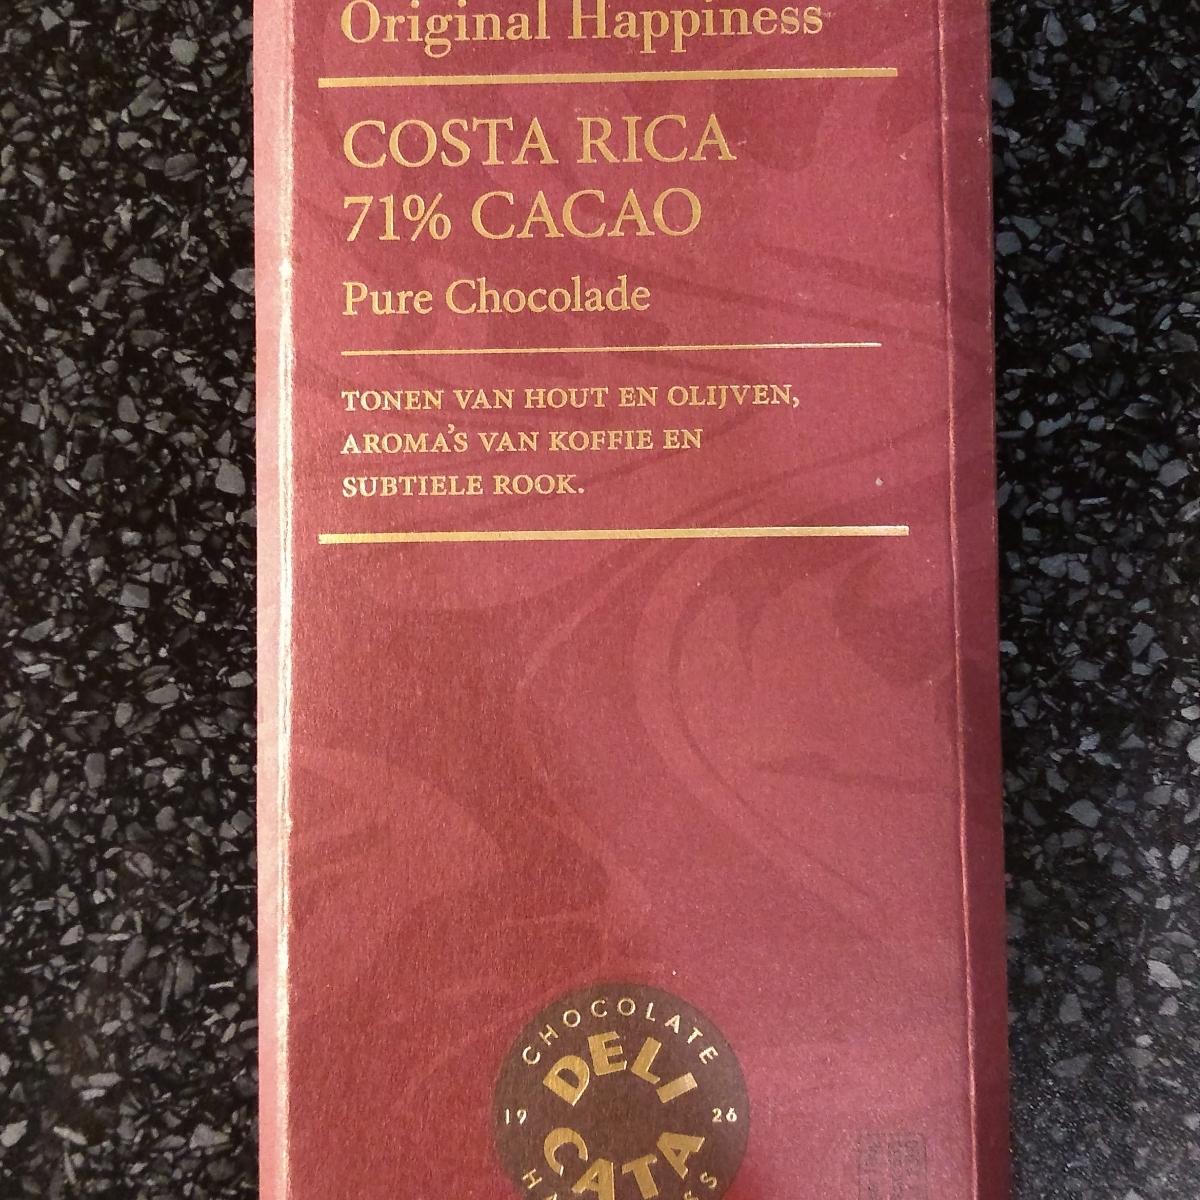 Original Happiness
COSTA RICA
71% CACAO
Pure Chocolade
TONEN VAN HOUT EN OLIJVEN,
AROMA'S VAN KOFFIE EN
SUBTIELE ROOK.
CHOCOLATE
DELI
19 26
CATA